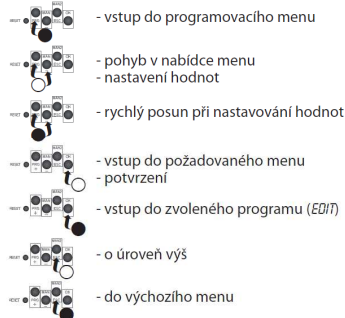 - vstup do programovacího menu
- pohyb v nabídce menu
- nastavení hodnot
- rychlý posun při nastavování hodnot
- vstup do požadovaného menu
- potvrzení
- vstup do zvoleného programu (EDIT)
- o úroveň výš
- do výchozího menu